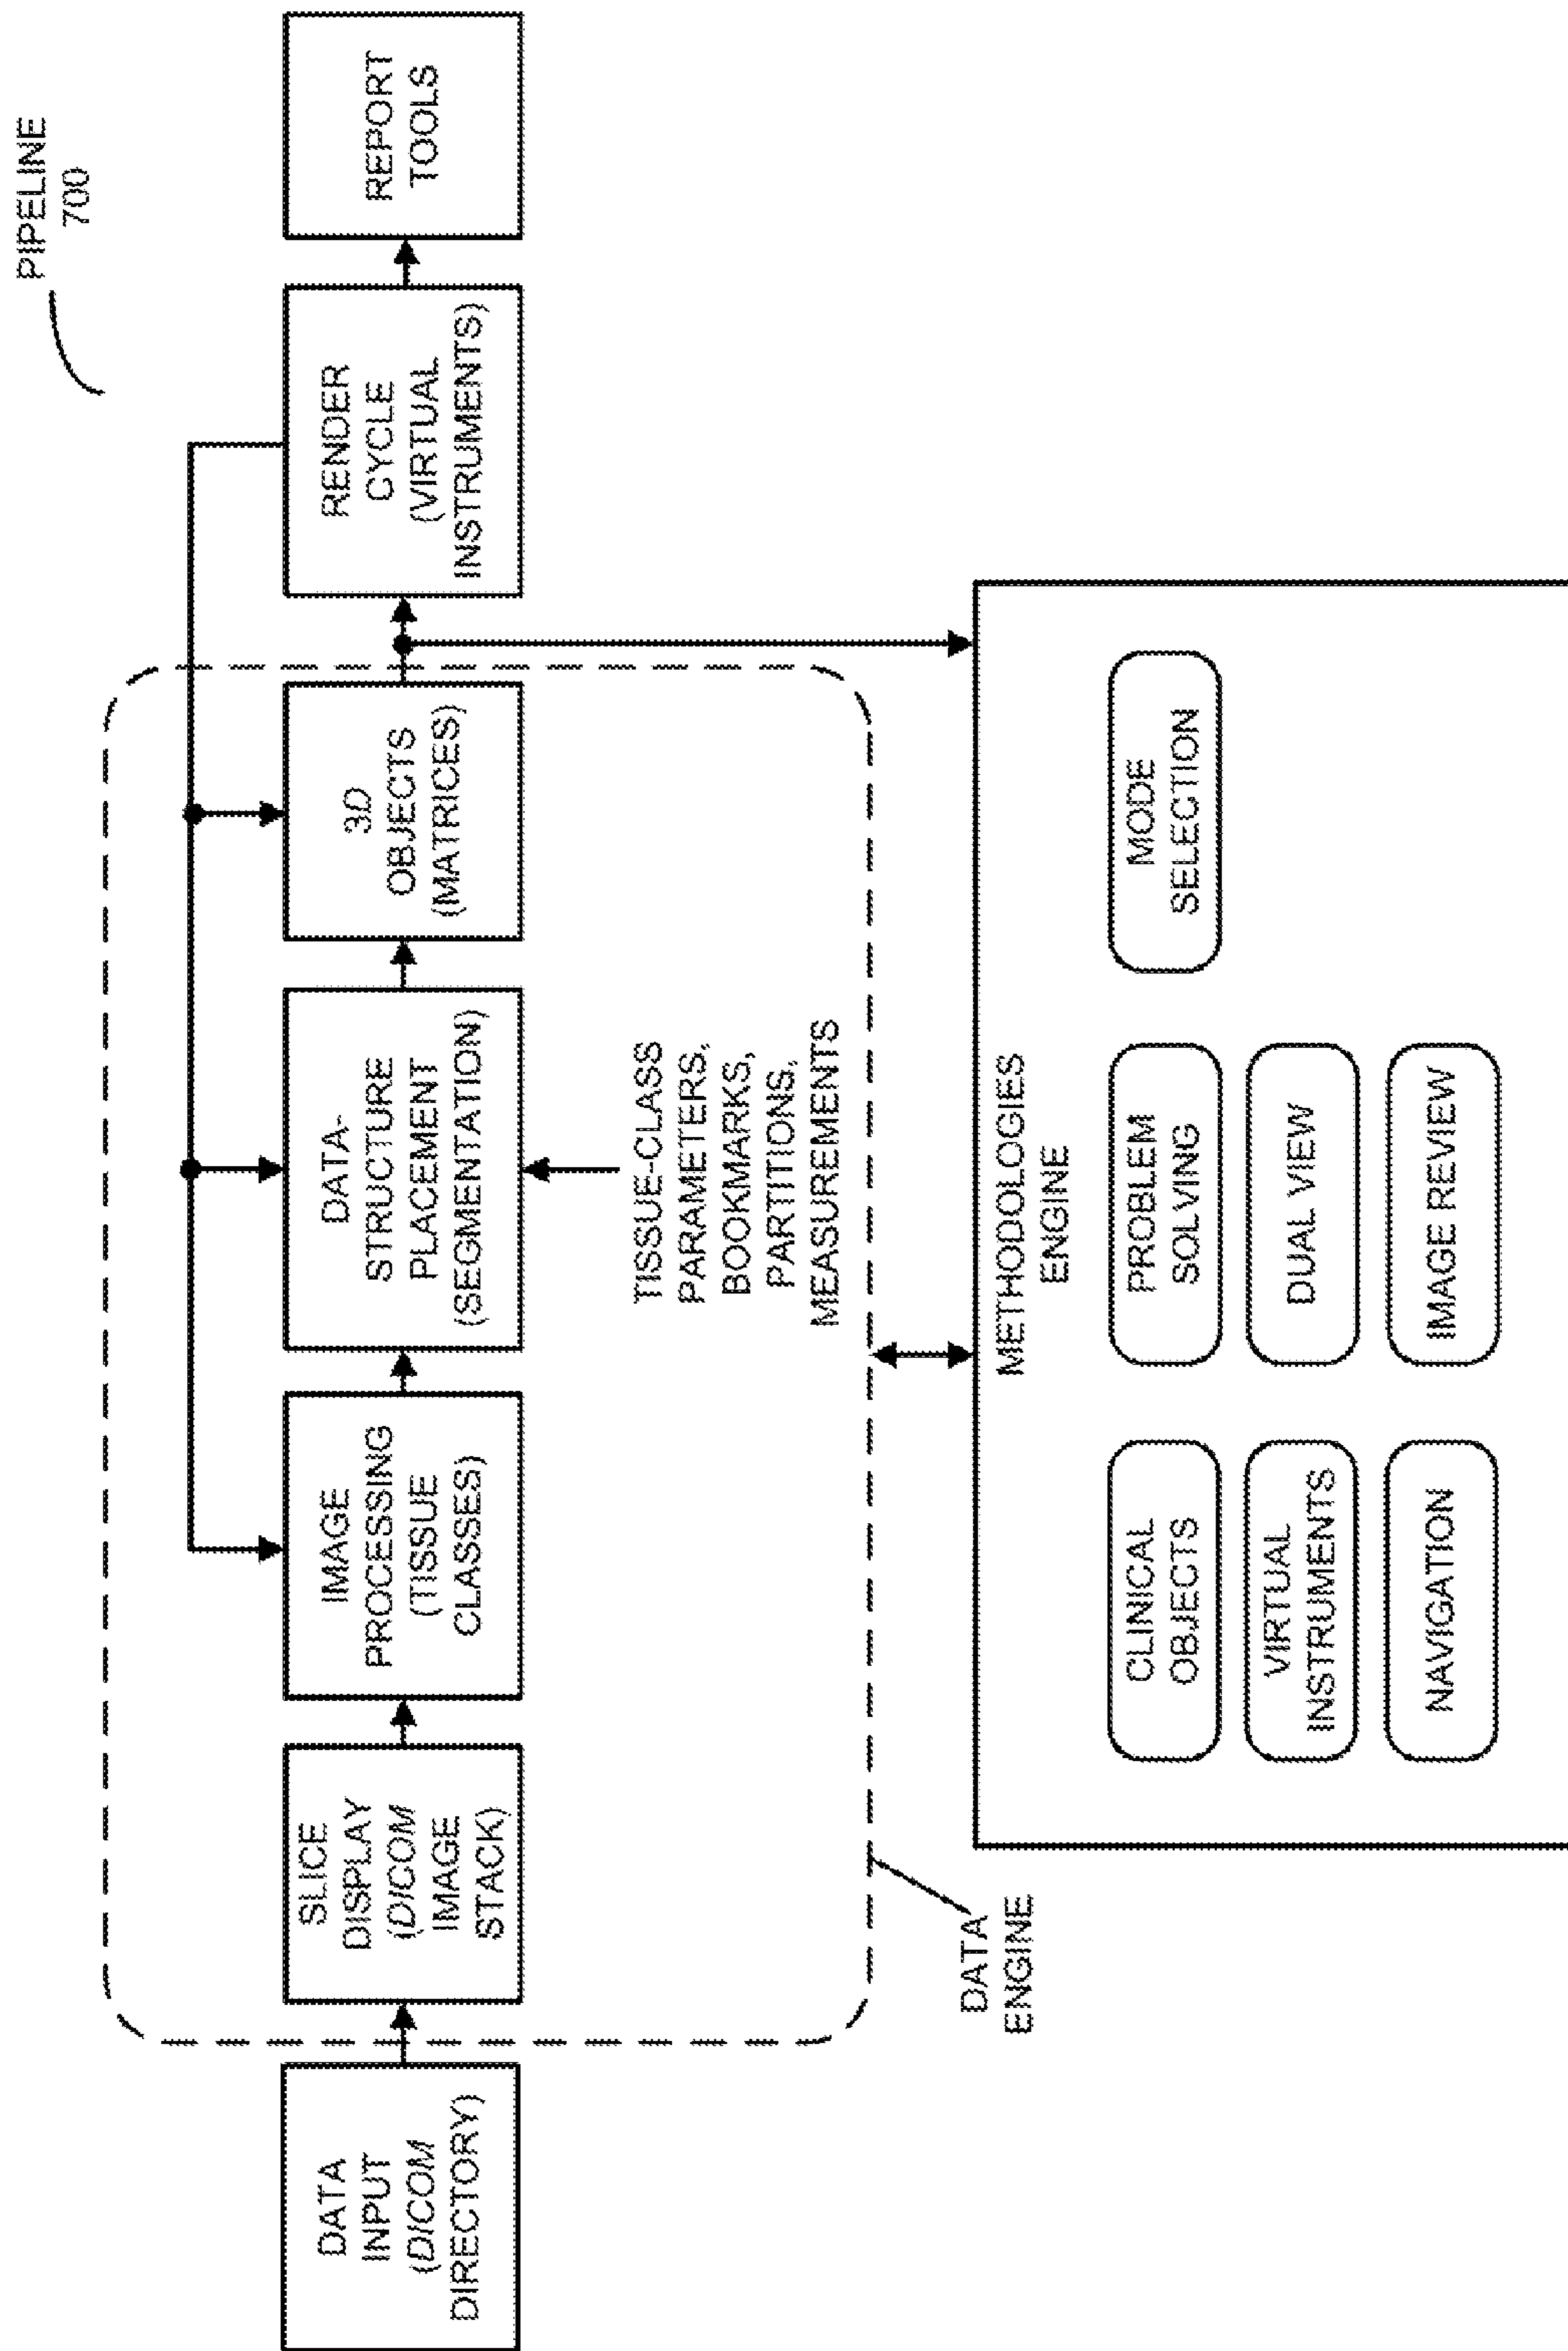 PIPELINE
700
DATA
INPUT
(DICOM
DIRECTORY)
SLICE
DISPLAY
(DICOM
IMAGE
STACK)
IMAGE
PROCESSING
(TISSUE
CLASSES)
DATA-
STRUCTURE
PLACEMENT
(SEGMENTATION)
3D
OBJECTS
(MATRICES)
RENDER
CYCLE
(VIRTUAL
INSTRUMENTS)
REPORT
TOOLS
TISSUE-CLASS
PARAMETERS,
BOOKMARKS,
PARTITIONS,
MEASUREMENTS
DATA
ENGINE
METHODOLOGIES
ENGINE
CLINICAL
OBJECTS
PROBLEM
SOLVING
MODE
SELECTION
VIRTUAL
INSTRUMENTS
DUAL VIEW
NAVIGATION
IMAGE REVIEW